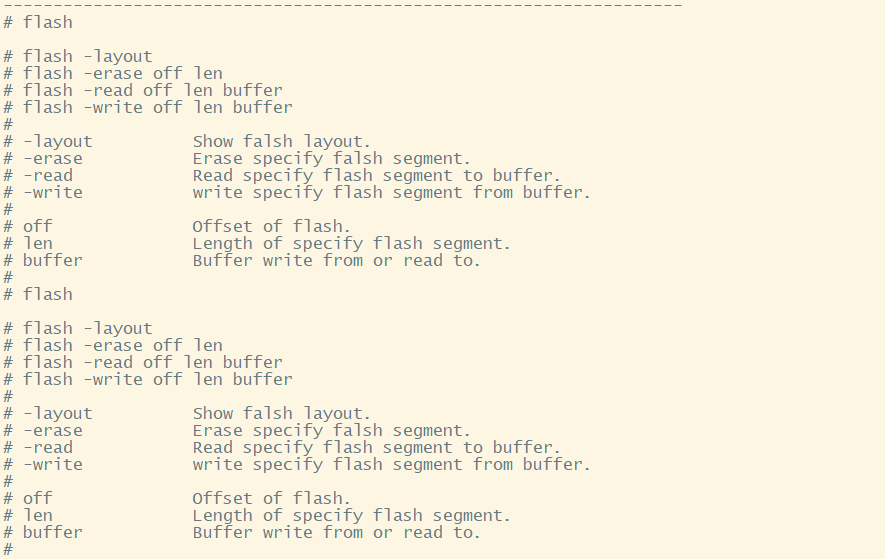 --------------------------------------------------------------------
# flash

# flash -layout
# flash -erase off len
# flash -read off len buffer
# flash -write off len buffer
#
# -layout          Show falsh layout.
# -erase           Erase specify falsh segment.
# -read            Read specify flash segment to buffer.
# -write           write specify flash segment from buffer.
#
# off              Offset of flash.
# len              Length of specify flash segment.
# buffer           Buffer write from or read to.
#
# flash

# flash -layout
# flash -erase off len
# flash -read off len buffer
# flash -write off len buffer
#
# -layout          Show falsh layout.
# -erase           Erase specify falsh segment.
# -read            Read specify flash segment to buffer.
# -write           write specify flash segment from buffer.
#
# off              Offset of flash.
# len              Length of specify flash segment.
# buffer           Buffer write from or read to.
#